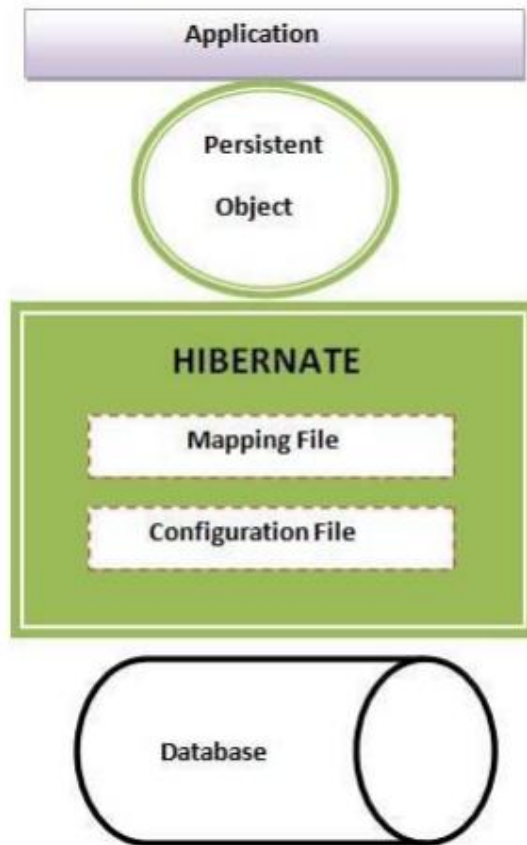 Application
Persistent
Object
HIBERNATE
Mapping File
Configuration File
Database